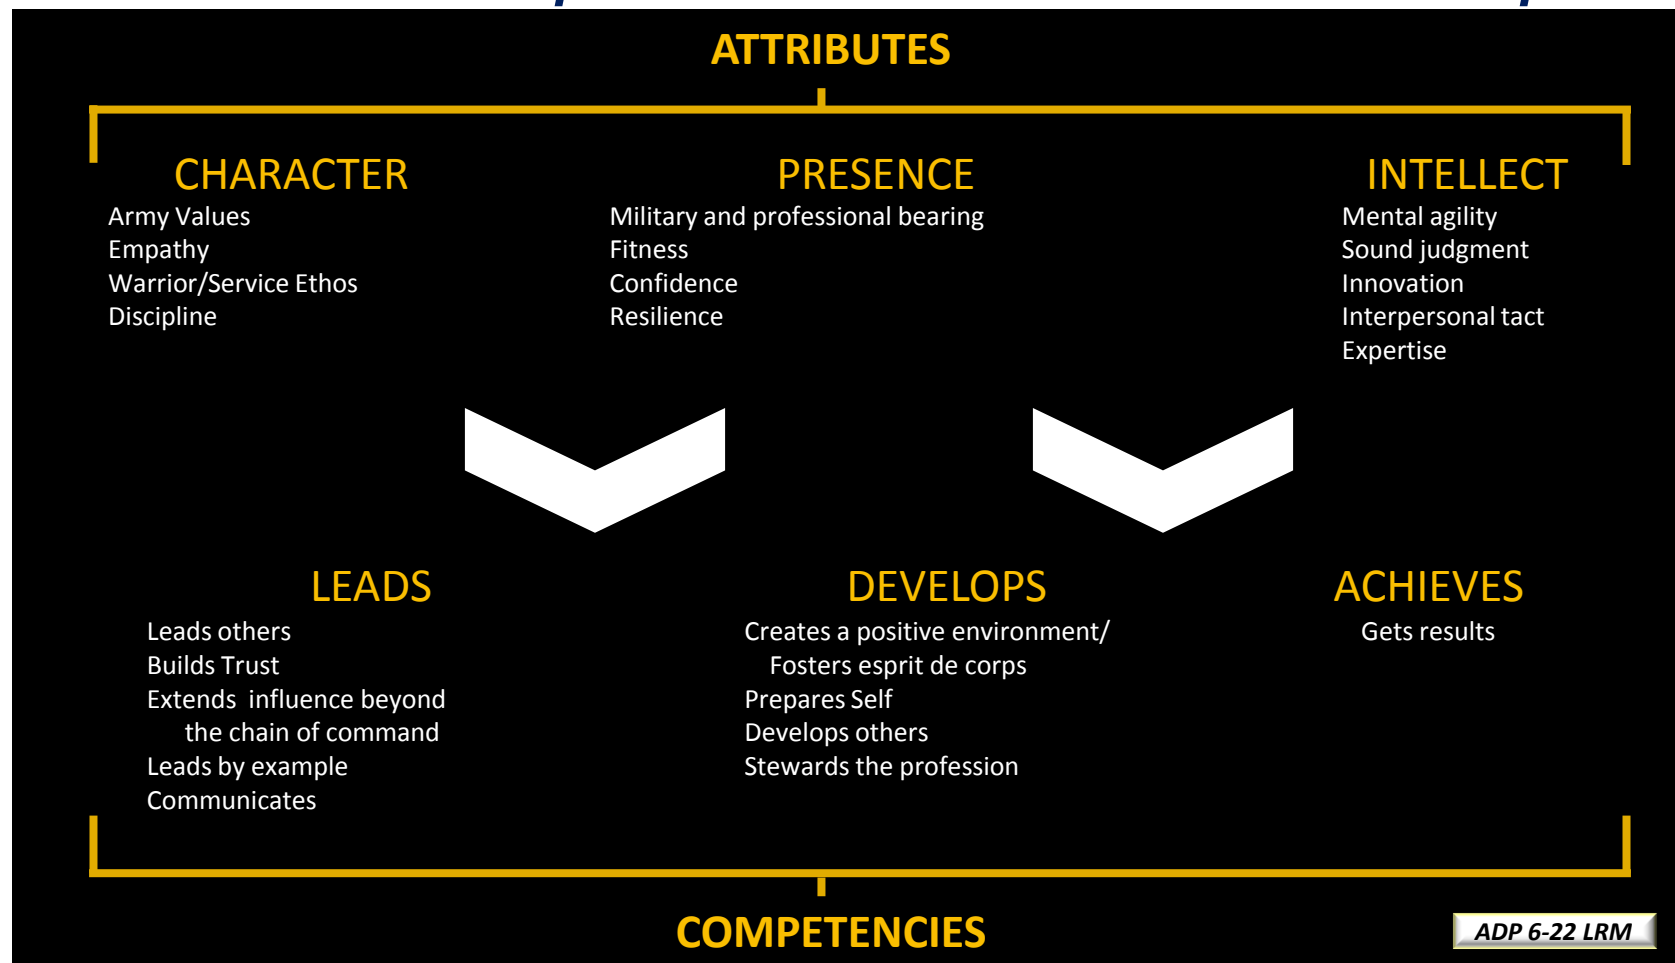 ATTRIBUTES
CHARACTER
Army Values
Empathy
Warrior/Service Ethos
Discipline
PRESENCE
Military and professional bearing
Fitness
Confidence
Resilience
INTELLECT
Mental agility
Sound judgment
Innovation
Interpersonal tact
Expertise
LEADS
Leads others
Builds Trust
Extends influence beyond
the chain of command
Leads by example
Communicates
DEVELOPS
Creates a positive environment/
Fosters esprit de corps
Prepares Self
Develops others
Stewards the profession
ACHIEVES
Gets results
COMPETENCIES
ADP 6-22 LRM